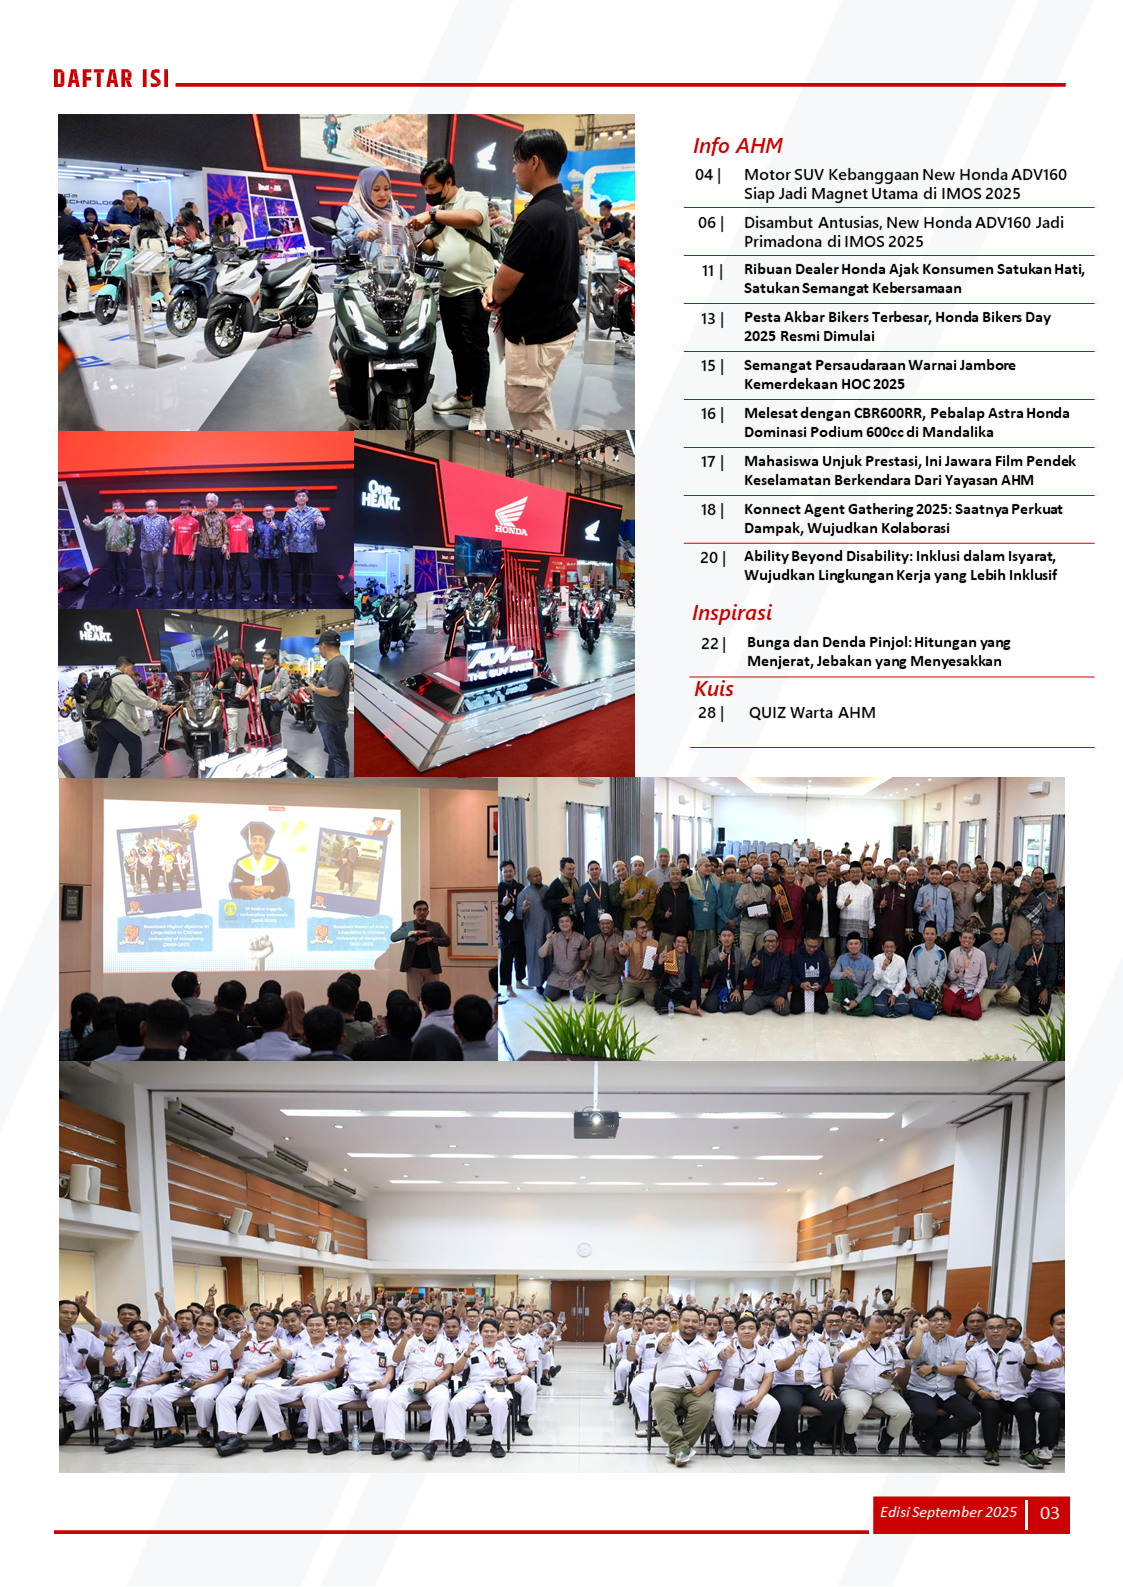 DAFTAR ISI
Info AHM
04 | Motor SUV Kebanggaan New Honda ADV160
Siap Jadi Magnet Utama di IMOS 2025
06 | Disambut Antusias, New Honda ADV160 Jadi
Primadona di IMOS 2025
11 | Ribuan Dealer Honda Ajak Konsumen Satukan Hati,
Satukan Semangat Kebersamaan
13 | Pesta Akbar Bikers Terbesar, Honda Bikers Day
2025 Resmi Dimulai
15 | Semangat Persaudaraan Warnai Jambore
Kemerdekaan HOC 2025
16 | Melesat dengan CBR600RR, Pebalap Astra Honda
Dominasi Podium 600cc di Mandalika
17 | Mahasiswa Unjuk Prestasi, Ini Jawara Film Pendek
Keselamatan Berkendara Dari Yayasan AHM
18 | Konnect Agent Gathering 2025: Saatnya Perkuat
Dampak, Wujudkan Kolaborasi
20 | Ability Beyond Disability: Inklusi dalam Isyarat,
Wujudkan Lingkungan Kerja yang Lebih Inklusif
Inspirasi
22 | Bunga dan Denda Pinjol: Hitungan yang
Menjerat, Jebakan yang Menyesakkan
Kuis
28 | QUIZ Warta AHM
One
HEART.
HONDA
One
HEART.
Edisi September 2025 | 03